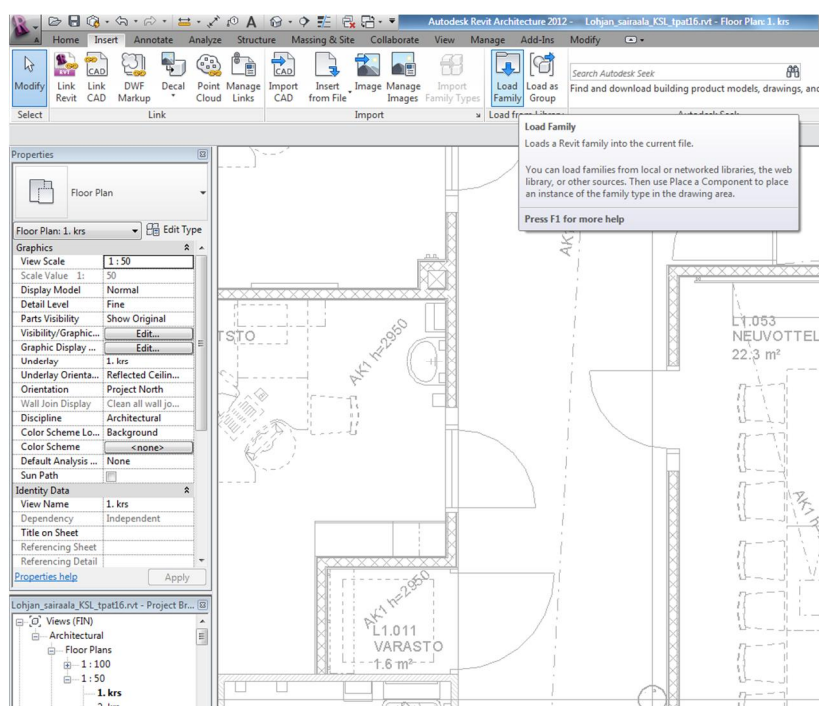 Autodesk Revit Architecture 2012 - Lohjan_sairaala_KSL_tpat16.rvt - Floor Plan: 1. krs
Home Insert Annotate Analyze Structure Massing & Site Collaborate View Manage Add-Ins Modify
Modify
Link Revit
Link CAD
DWF Markup
Decal
Point Cloud
Manage Links
Import CAD
Insert from File
Image
Manage Images
Import Family Types
Load Family
Load as Group
Search Autodesk Seek
Find and download building product models, drawings, and
Select Link Import Load from Library Autodesk Seek
Load Family
Loads a Revit family into the current file.
You can load families from local or networked libraries, the web
library, or other sources. Then use Place a Component to place
an instance of the family type in the drawing area.
Press F1 for more help
Properties
Floor Plan
Floor Plan: 1. krs Edit Type
Graphics
View Scale 1 : 50
Scale Value 1: 50
Display Model Normal
Detail Level Fine
Parts Visibility Show Original
Visibility/Graphic... Edit...
Graphic Display ... Edit...
Underlay 1. krs
Underlay Orienta... Reflected Ceilin...
Orientation Project North
Wall Join Display Clean all wall jo...
Discipline Architectural
Color Scheme Lo... Background
Color Scheme <none>
Default Analysis ... None
Sun Path
Identity Data
View Name 1. krs
Dependency Independent
Title on Sheet
Referencing Sheet
Referencing Detail
Properties help Apply
Lohjan_sairaala_KSL_tpat16.rvt - Project Br...
Views (FIN)
Architectural
Floor Plans
1 : 100
1 : 50
1. krs
TSTO
AK1 h=2950
AK1
L1.053
NEUVOTTEL
22.3 m²
AK1 h
AK1 h=2950
L1.011
VARASTO
1.6 m²